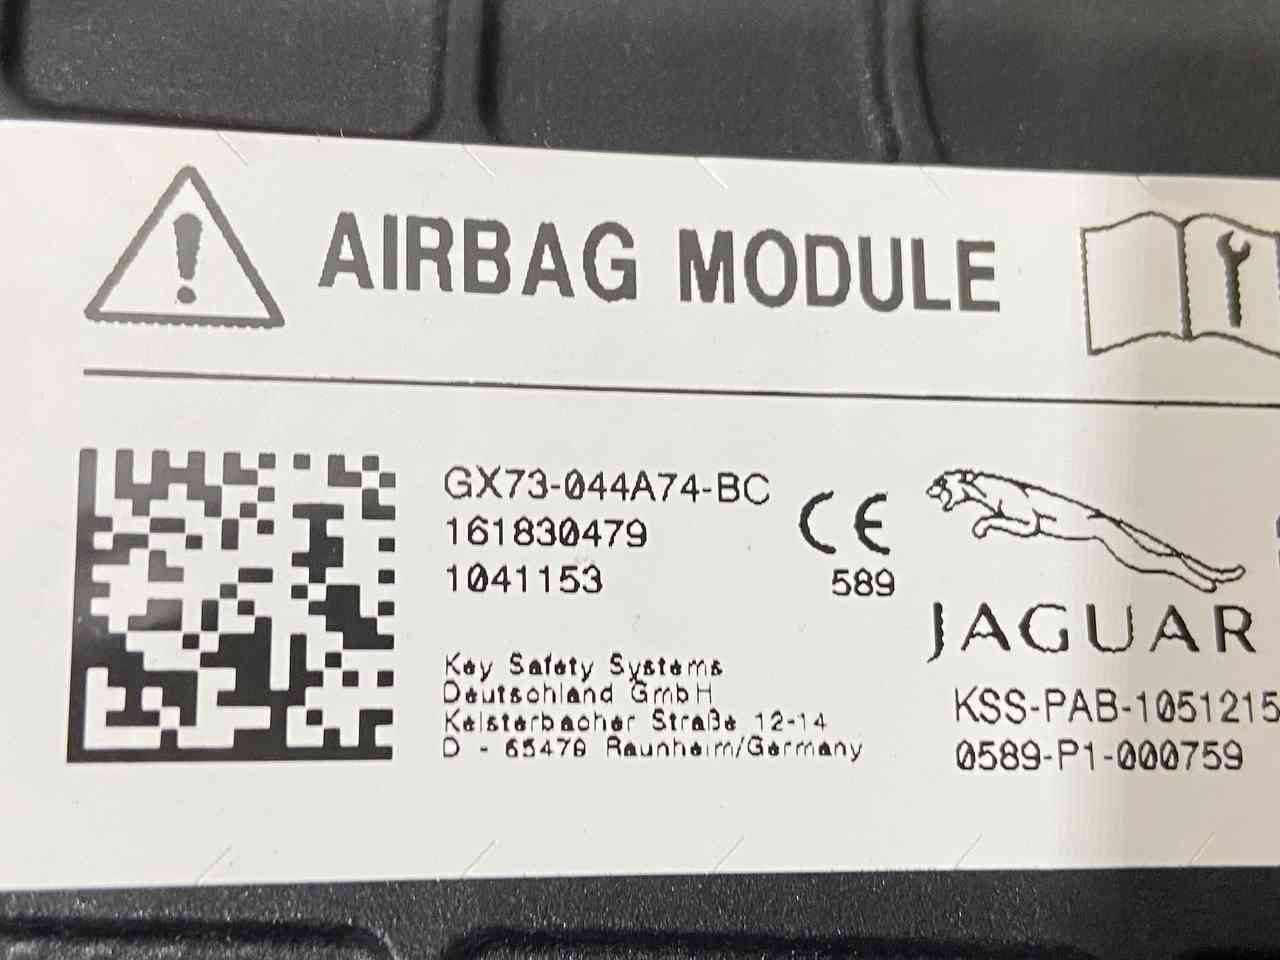 AIRBAG MODULE
GX73-044A74-BC
161830479
1041153
CE
589
Key Safety Systems
Deutschland GmbH
Kelsterbacher Straße 12-14
D - 65479 Raunheim/Germany
JAGUAR
KSS-PAB-1051215
0589-P1-000759